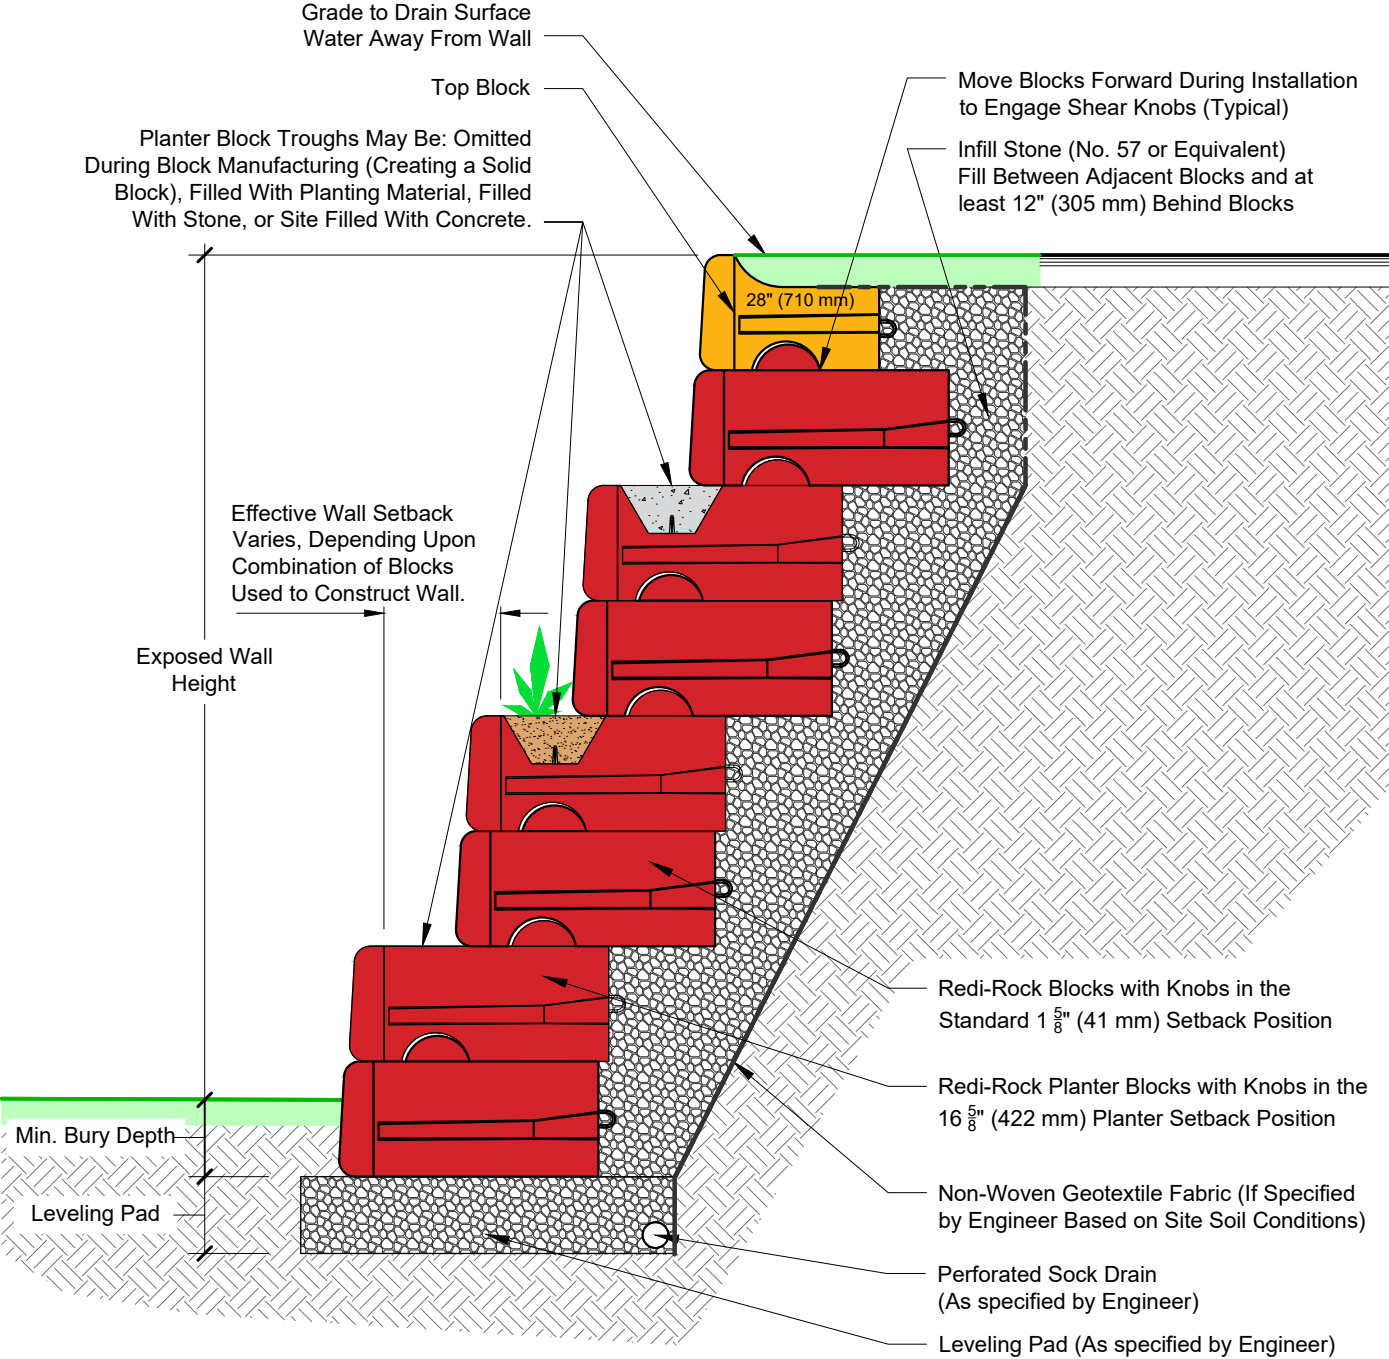 Grade to Drain Surface
Water Away From Wall
Top Block
Planter Block Troughs May Be: Omitted
During Block Manufacturing (Creating a Solid
Block), Filled With Planting Material, Filled
With Stone, or Site Filled With Concrete.
Move Blocks Forward During Installation
to Engage Shear Knobs (Typical)
Infill Stone (No. 57 or Equivalent)
Fill Between Adjacent Blocks and at
least 12" (305 mm) Behind Blocks
28" (710 mm)
Effective Wall Setback
Varies, Depending Upon
Combination of Blocks
Used to Construct Wall.
Exposed Wall
Height
Redi-Rock Blocks with Knobs in the
Standard 1 5/8" (41 mm) Setback Position
Redi-Rock Planter Blocks with Knobs in the
16 5/8" (422 mm) Planter Setback Position
Min. Bury Depth
Leveling Pad
Non-Woven Geotextile Fabric (If Specified
by Engineer Based on Site Soil Conditions)
Perforated Sock Drain
(As specified by Engineer)
Leveling Pad (As specified by Engineer)